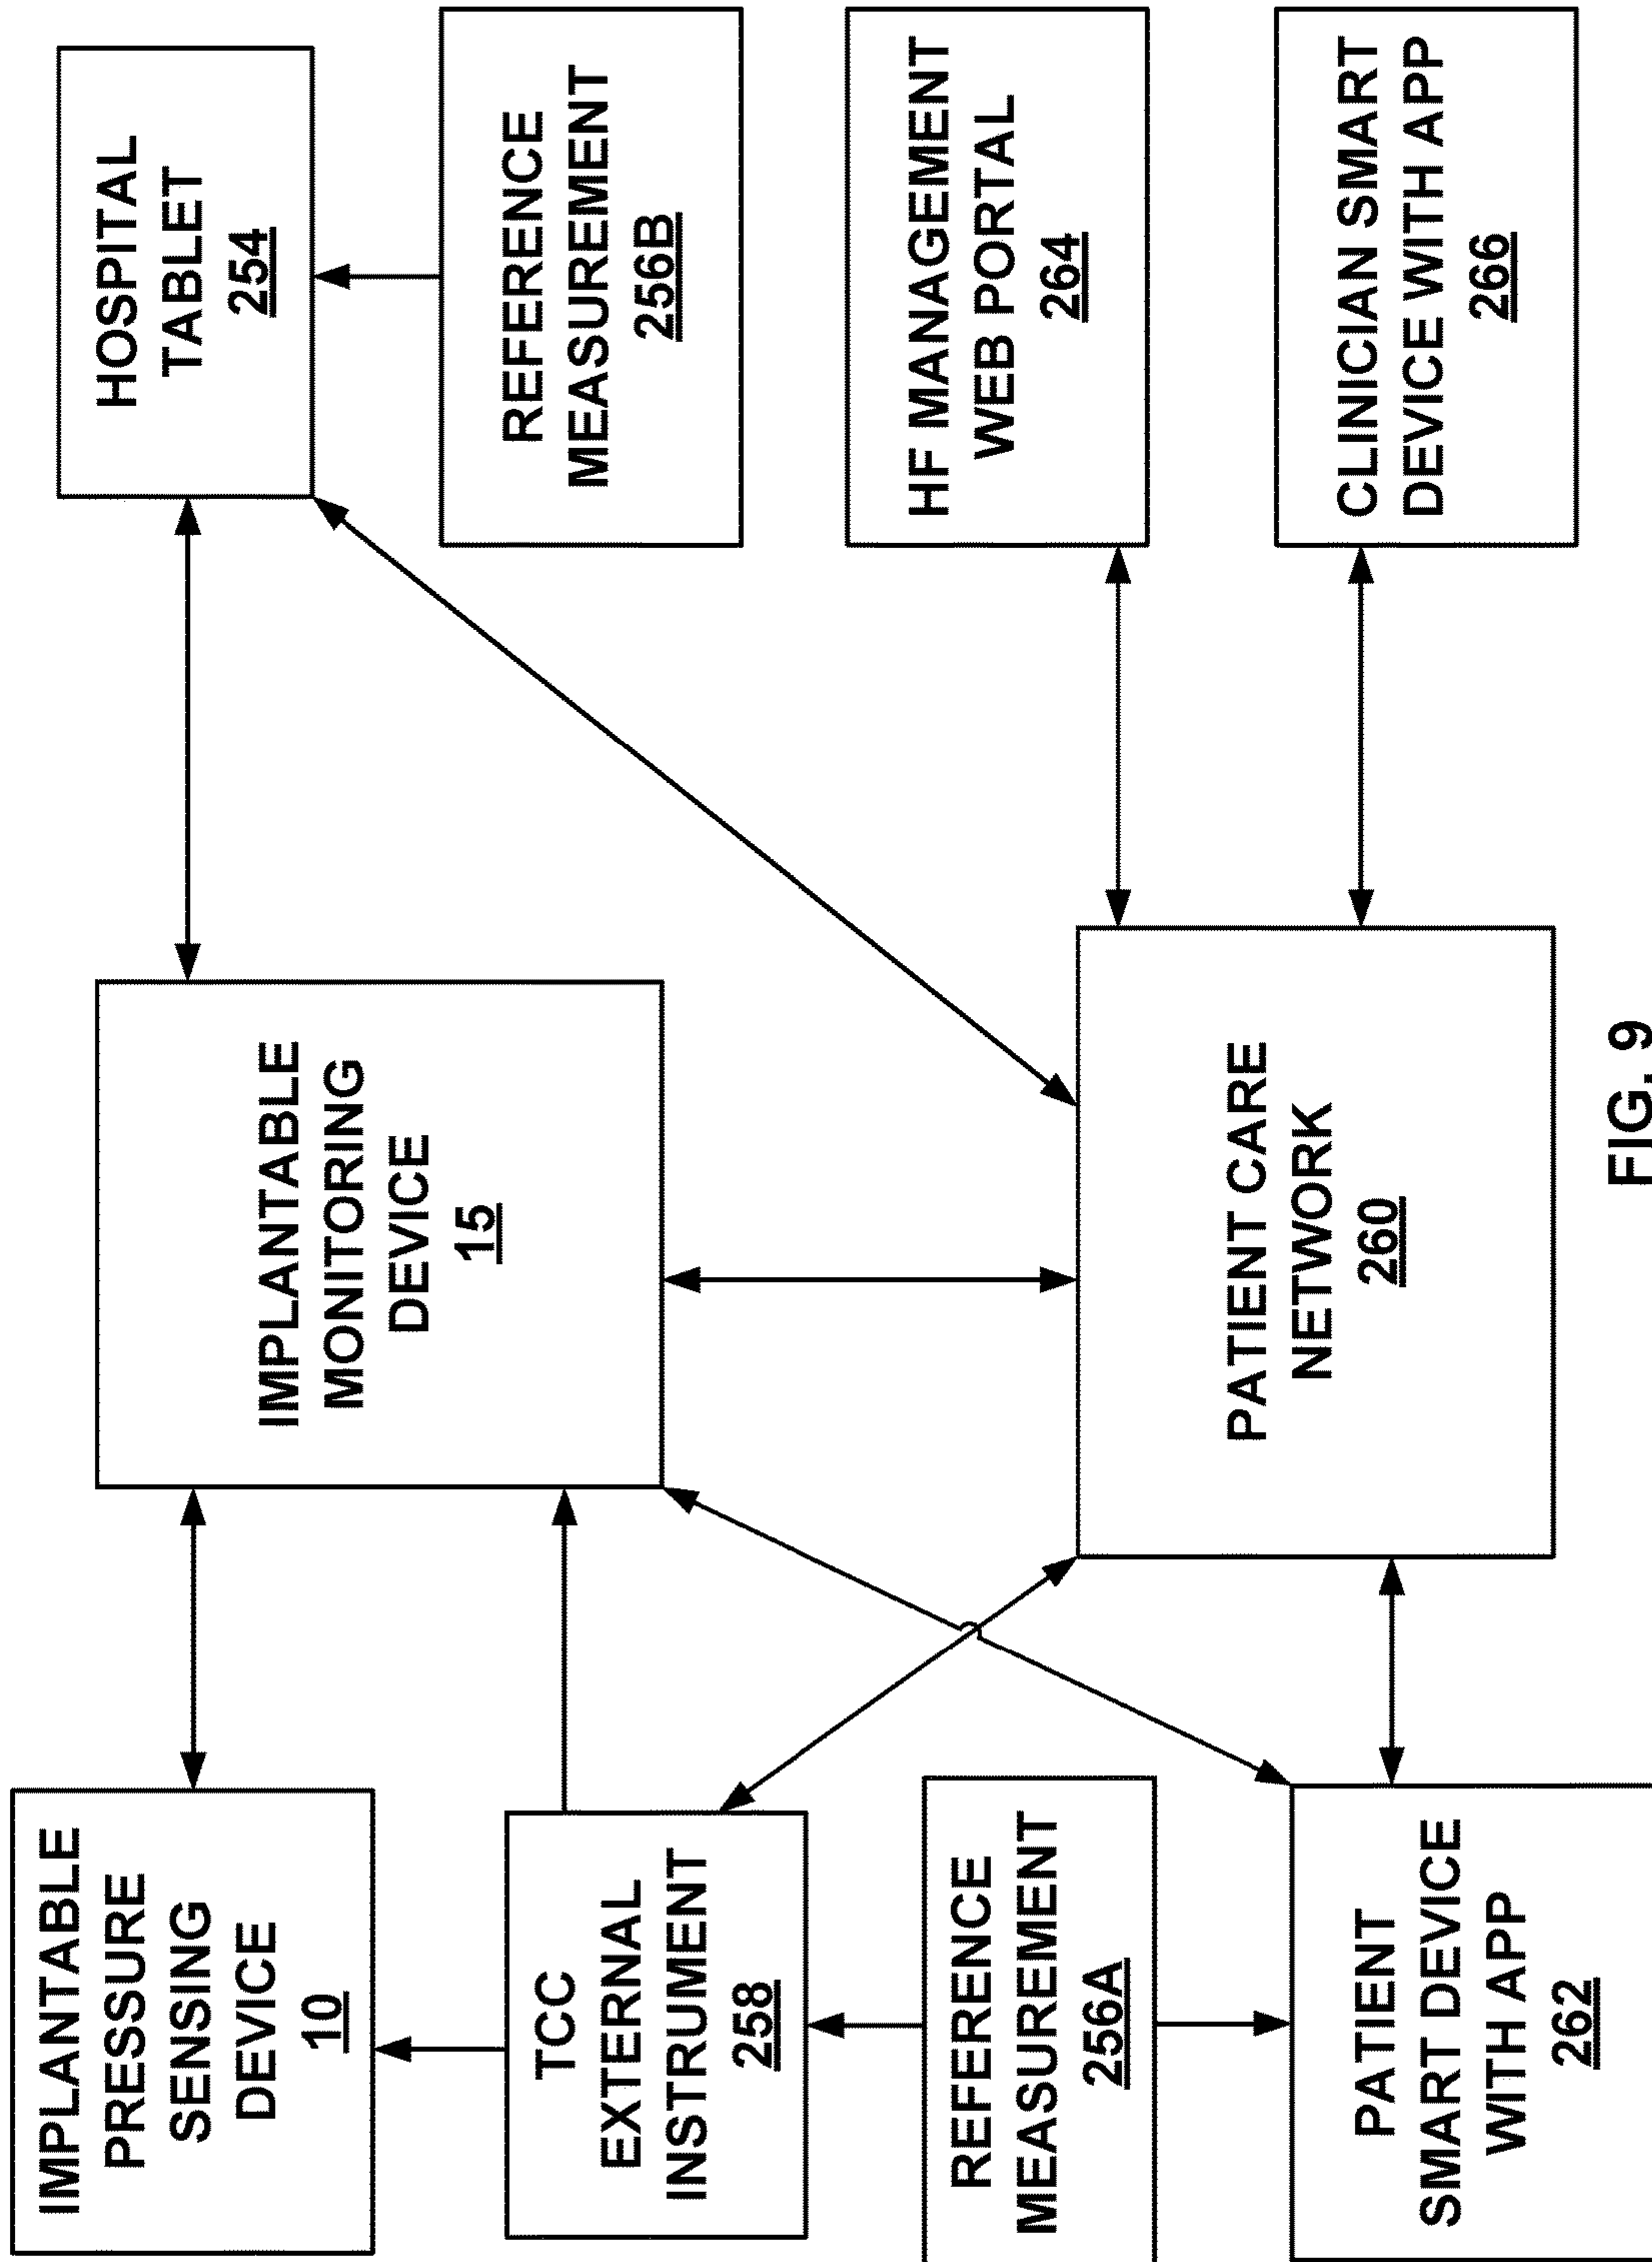 IMPLANTABLE
PRESSURE
SENSING
DEVICE
10
IMPLANTABLE
MONITORING
DEVICE
15
HOSPITAL
TABLET
254
TCC
EXTERNAL
INSTRUMENT
258
REFERENCE
MEASUREMENT
256B
REFERENCE
MEASUREMENT
256A
PATIENT CARE
NETWORK
260
HF MANAGEMENT
WEB PORTAL
264
PATIENT
SMART DEVICE
WITH APP
262
CLINICIAN SMART
DEVICE WITH APP
266
FIG. 9